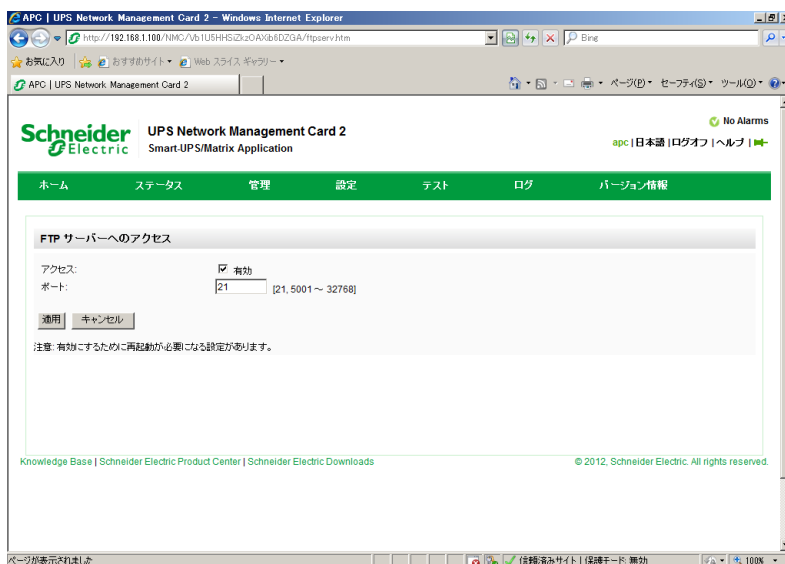 APC | UPS Network Management Card 2 - Windows Internet Explorer
http://192.168.1.100/NMC/Vb1U5HHSiZkzOAXib6DZGA/ftpserv.htm
Bing
お気に入り おすすめサイト Web スライス ギャラリー
APC | UPS Network Management Card 2
ページ(P) セーフティ(S) ツール(O)
Schneider Electric
UPS Network Management Card 2
Smart-UPS/Matrix Application
No Alarms
apc | 日本語 | ログオフ | ヘルプ |
ホーム ステータス 管理 設定 テスト ログ バージョン情報
FTP サーバーへのアクセス
アクセス: 有効
ポート: 21 [21, 5001 ～ 32768]
適用 キャンセル
注意: 有効にするために再起動が必要になる設定があります。
Knowledge Base | Schneider Electric Product Center | Schneider Electric Downloads
© 2012, Schneider Electric. All rights reserved.
ページが表示されました
信頼済みサイト | 保護モード: 無効
100%